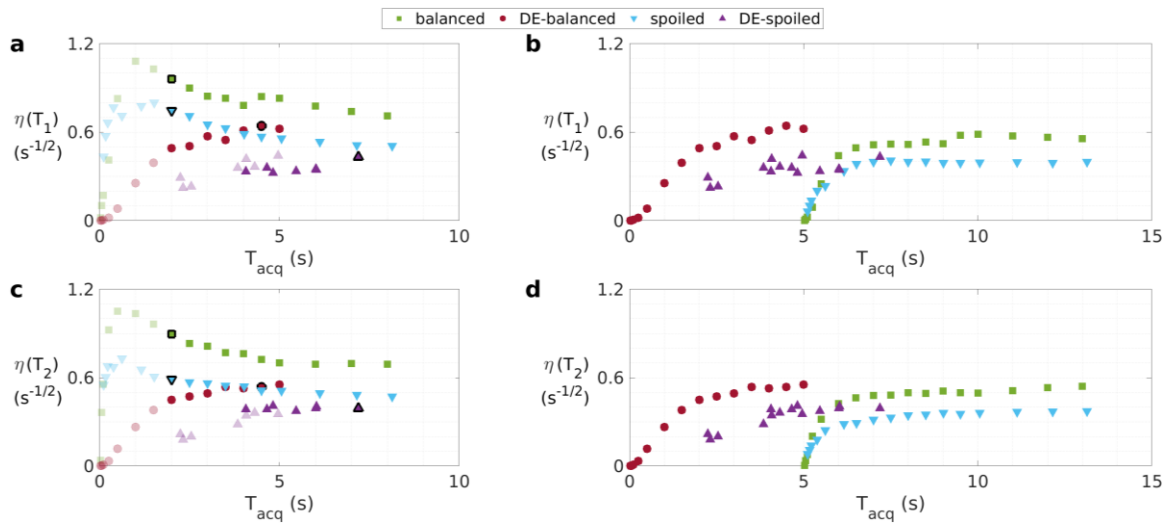 balanced DE-balanced spoiled DE-spoiled
a
1.2
η(T1)
(s-1/2)
0.6
0
0 5 10
Tacq (s)
b
1.2
η(T1)
(s-1/2)
0.6
0
0 5 10 15
Tacq (s)
c
1.2
η(T2)
(s-1/2)
0.6
0
0 5 10
Tacq (s)
d
1.2
η(T2)
(s-1/2)
0.6
0
0 5 10 15
Tacq (s)